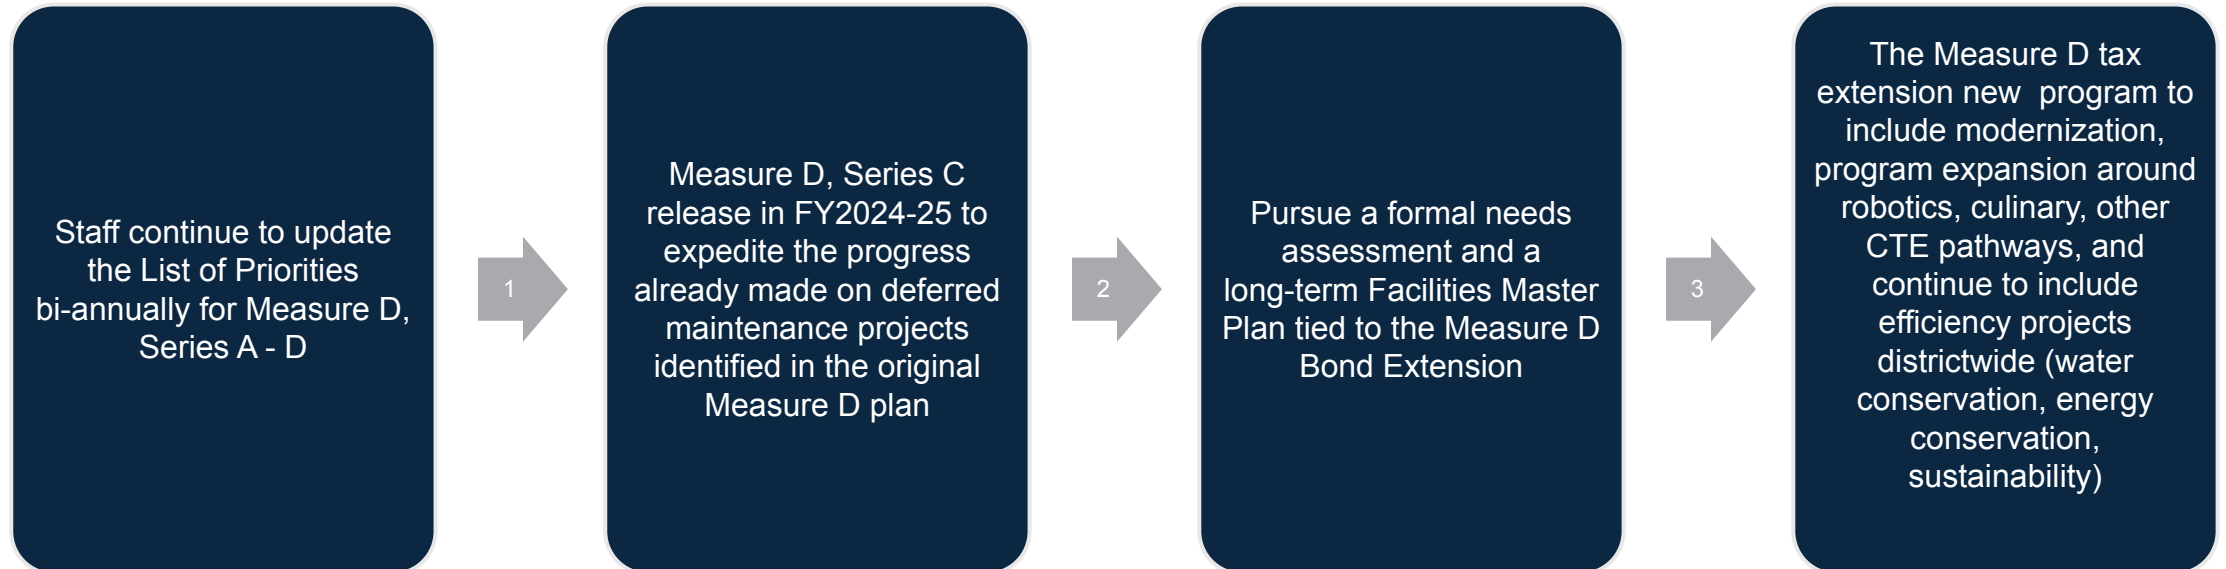 Staff continue to update
the List of Priorities
bi-annually for Measure D,
Series A - D
1
Measure D, Series C
release in FY2024-25 to
expedite the progress
already made on deferred
maintenance projects
identified in the original
Measure D plan
2
Pursue a formal needs
assessment and a
long-term Facilities Master
Plan tied to the Measure D
Bond Extension
3
The Measure D tax
extension new  program to
include modernization,
program expansion around
robotics, culinary, other
CTE pathways, and
continue to include
efficiency projects
districtwide (water
conservation, energy
conservation,
sustainability)